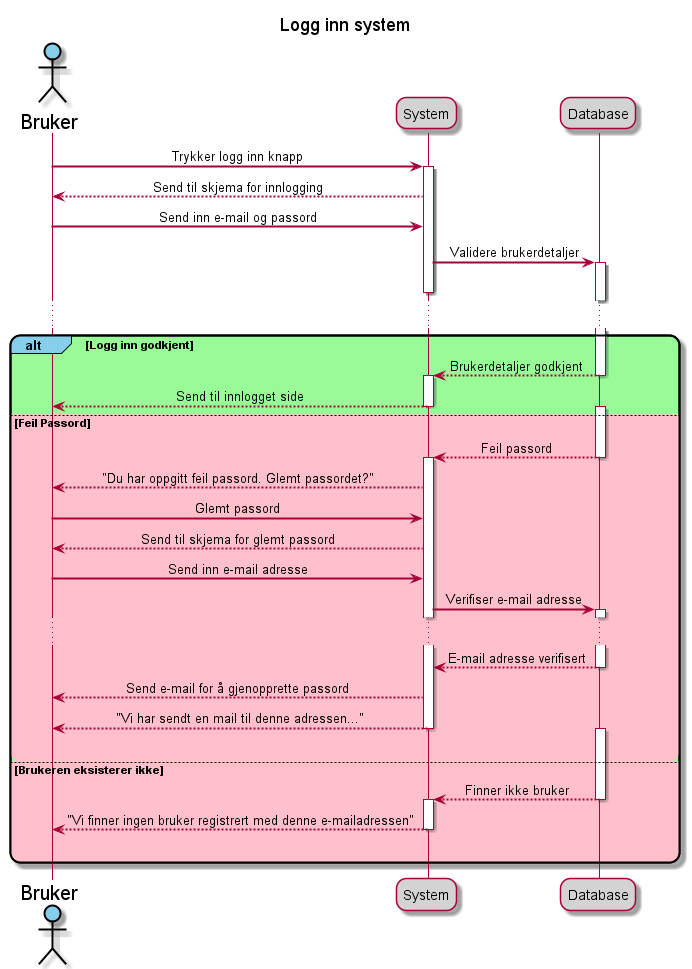 Logg inn system
Bruker
System
Database
Trykker logg inn knapp
Send til skjema for innlogging
Send inn e-mail og passord
Validere brukerdetaljer
alt
[Logg inn godkjent]
Brukerdetaljer godkjent
Send til innlogget side
[Feil Passord]
Feil passord
"Du har oppgitt feil passord. Glemt passordet?"
Glemt passord
Send til skjema for glemt passord
Send inn e-mail adresse
Verifiser e-mail adresse
E-mail adresse verifisert
Send e-mail for å gjenopprette passord
"Vi har sendt en mail til denne adressen..."
[Brukeren eksisterer ikke]
Finner ikke bruker
"Vi finner ingen bruker registrert med denne e-mailadressen"
Bruker
System
Database